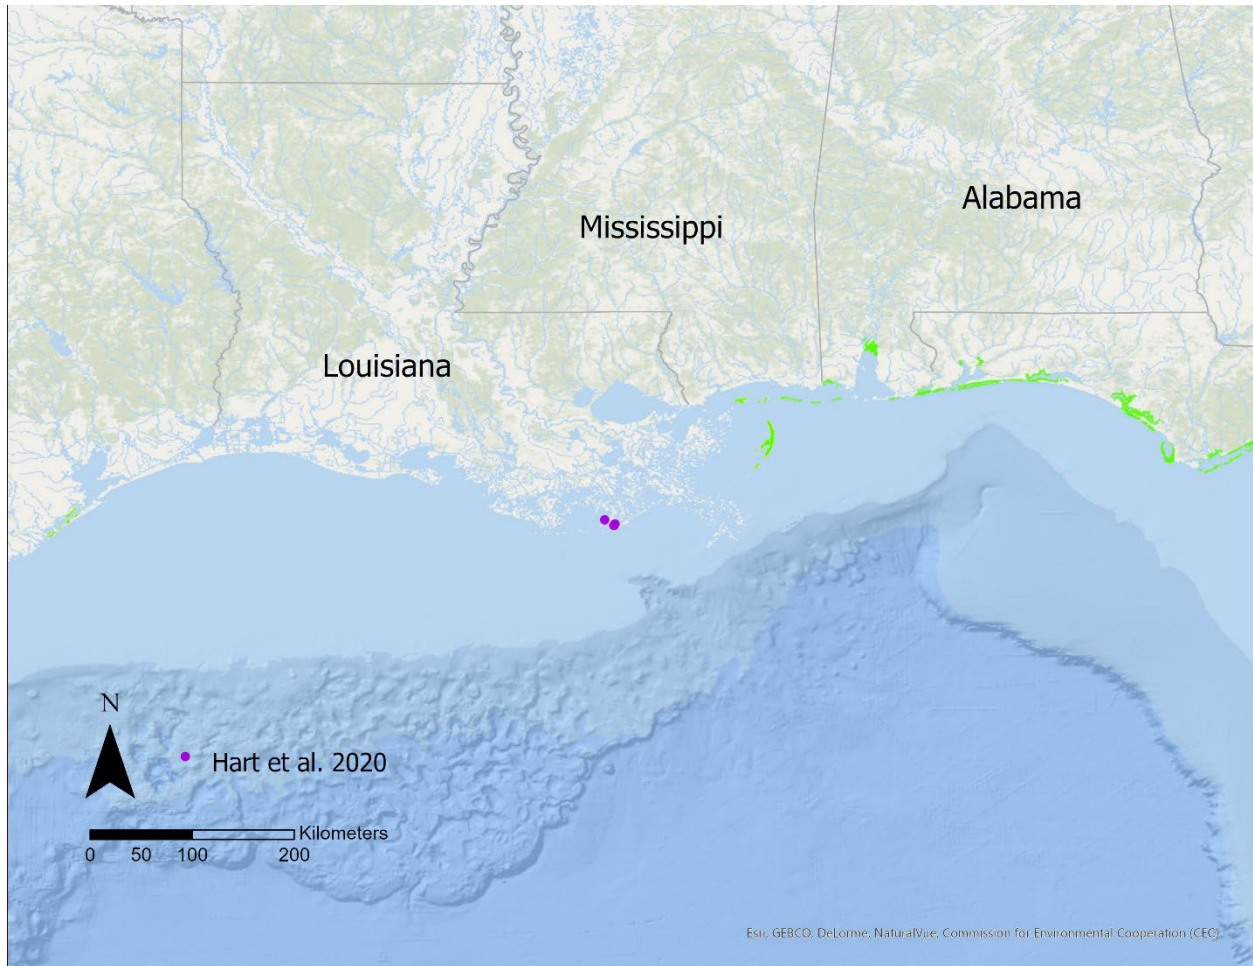 Alabama
Mississippi
Louisiana
N
Hart et al. 2020
Kilometers
0 50 100 200
Esri, GEBCO, DeLorme, NaturalVue, Commission for Environmental Cooperation (CEC)